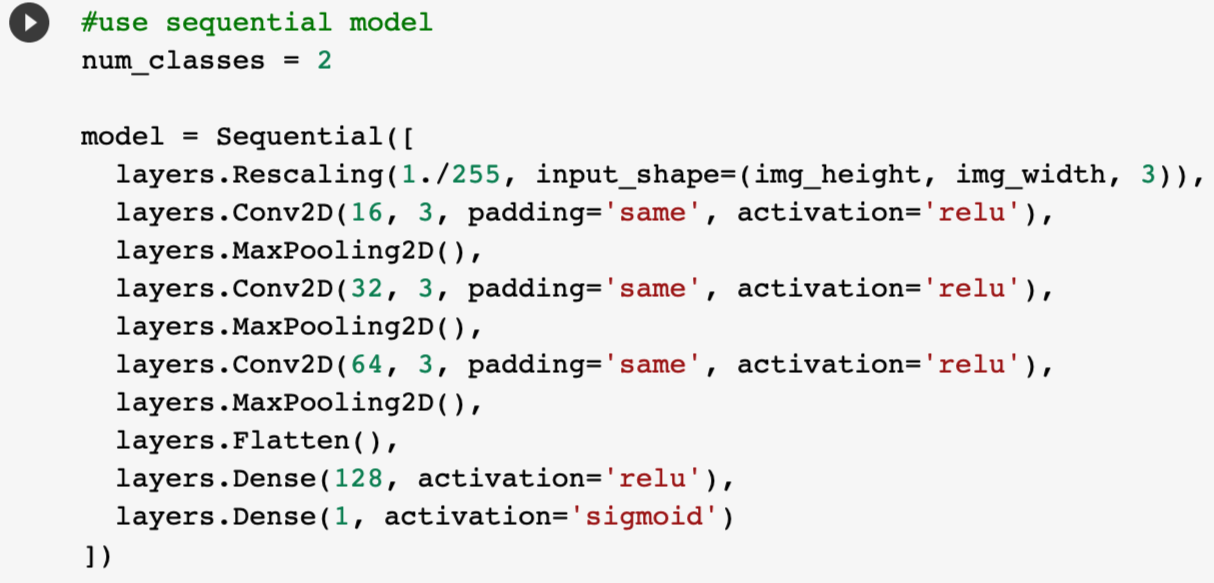 #use sequential model
num_classes = 2
model = Sequential([
layers.Rescaling(1./255, input_shape=(img_height, img_width, 3)),
layers.Conv2D(16, 3, padding='same', activation='relu'),
layers.MaxPooling2D(),
layers.Conv2D(32, 3, padding='same', activation='relu'),
layers.MaxPooling2D(),
layers.Conv2D(64, 3, padding='same', activation='relu'),
layers.MaxPooling2D(),
layers.Flatten(),
layers.Dense(128, activation='relu'),
layers.Dense(1, activation='sigmoid')
])